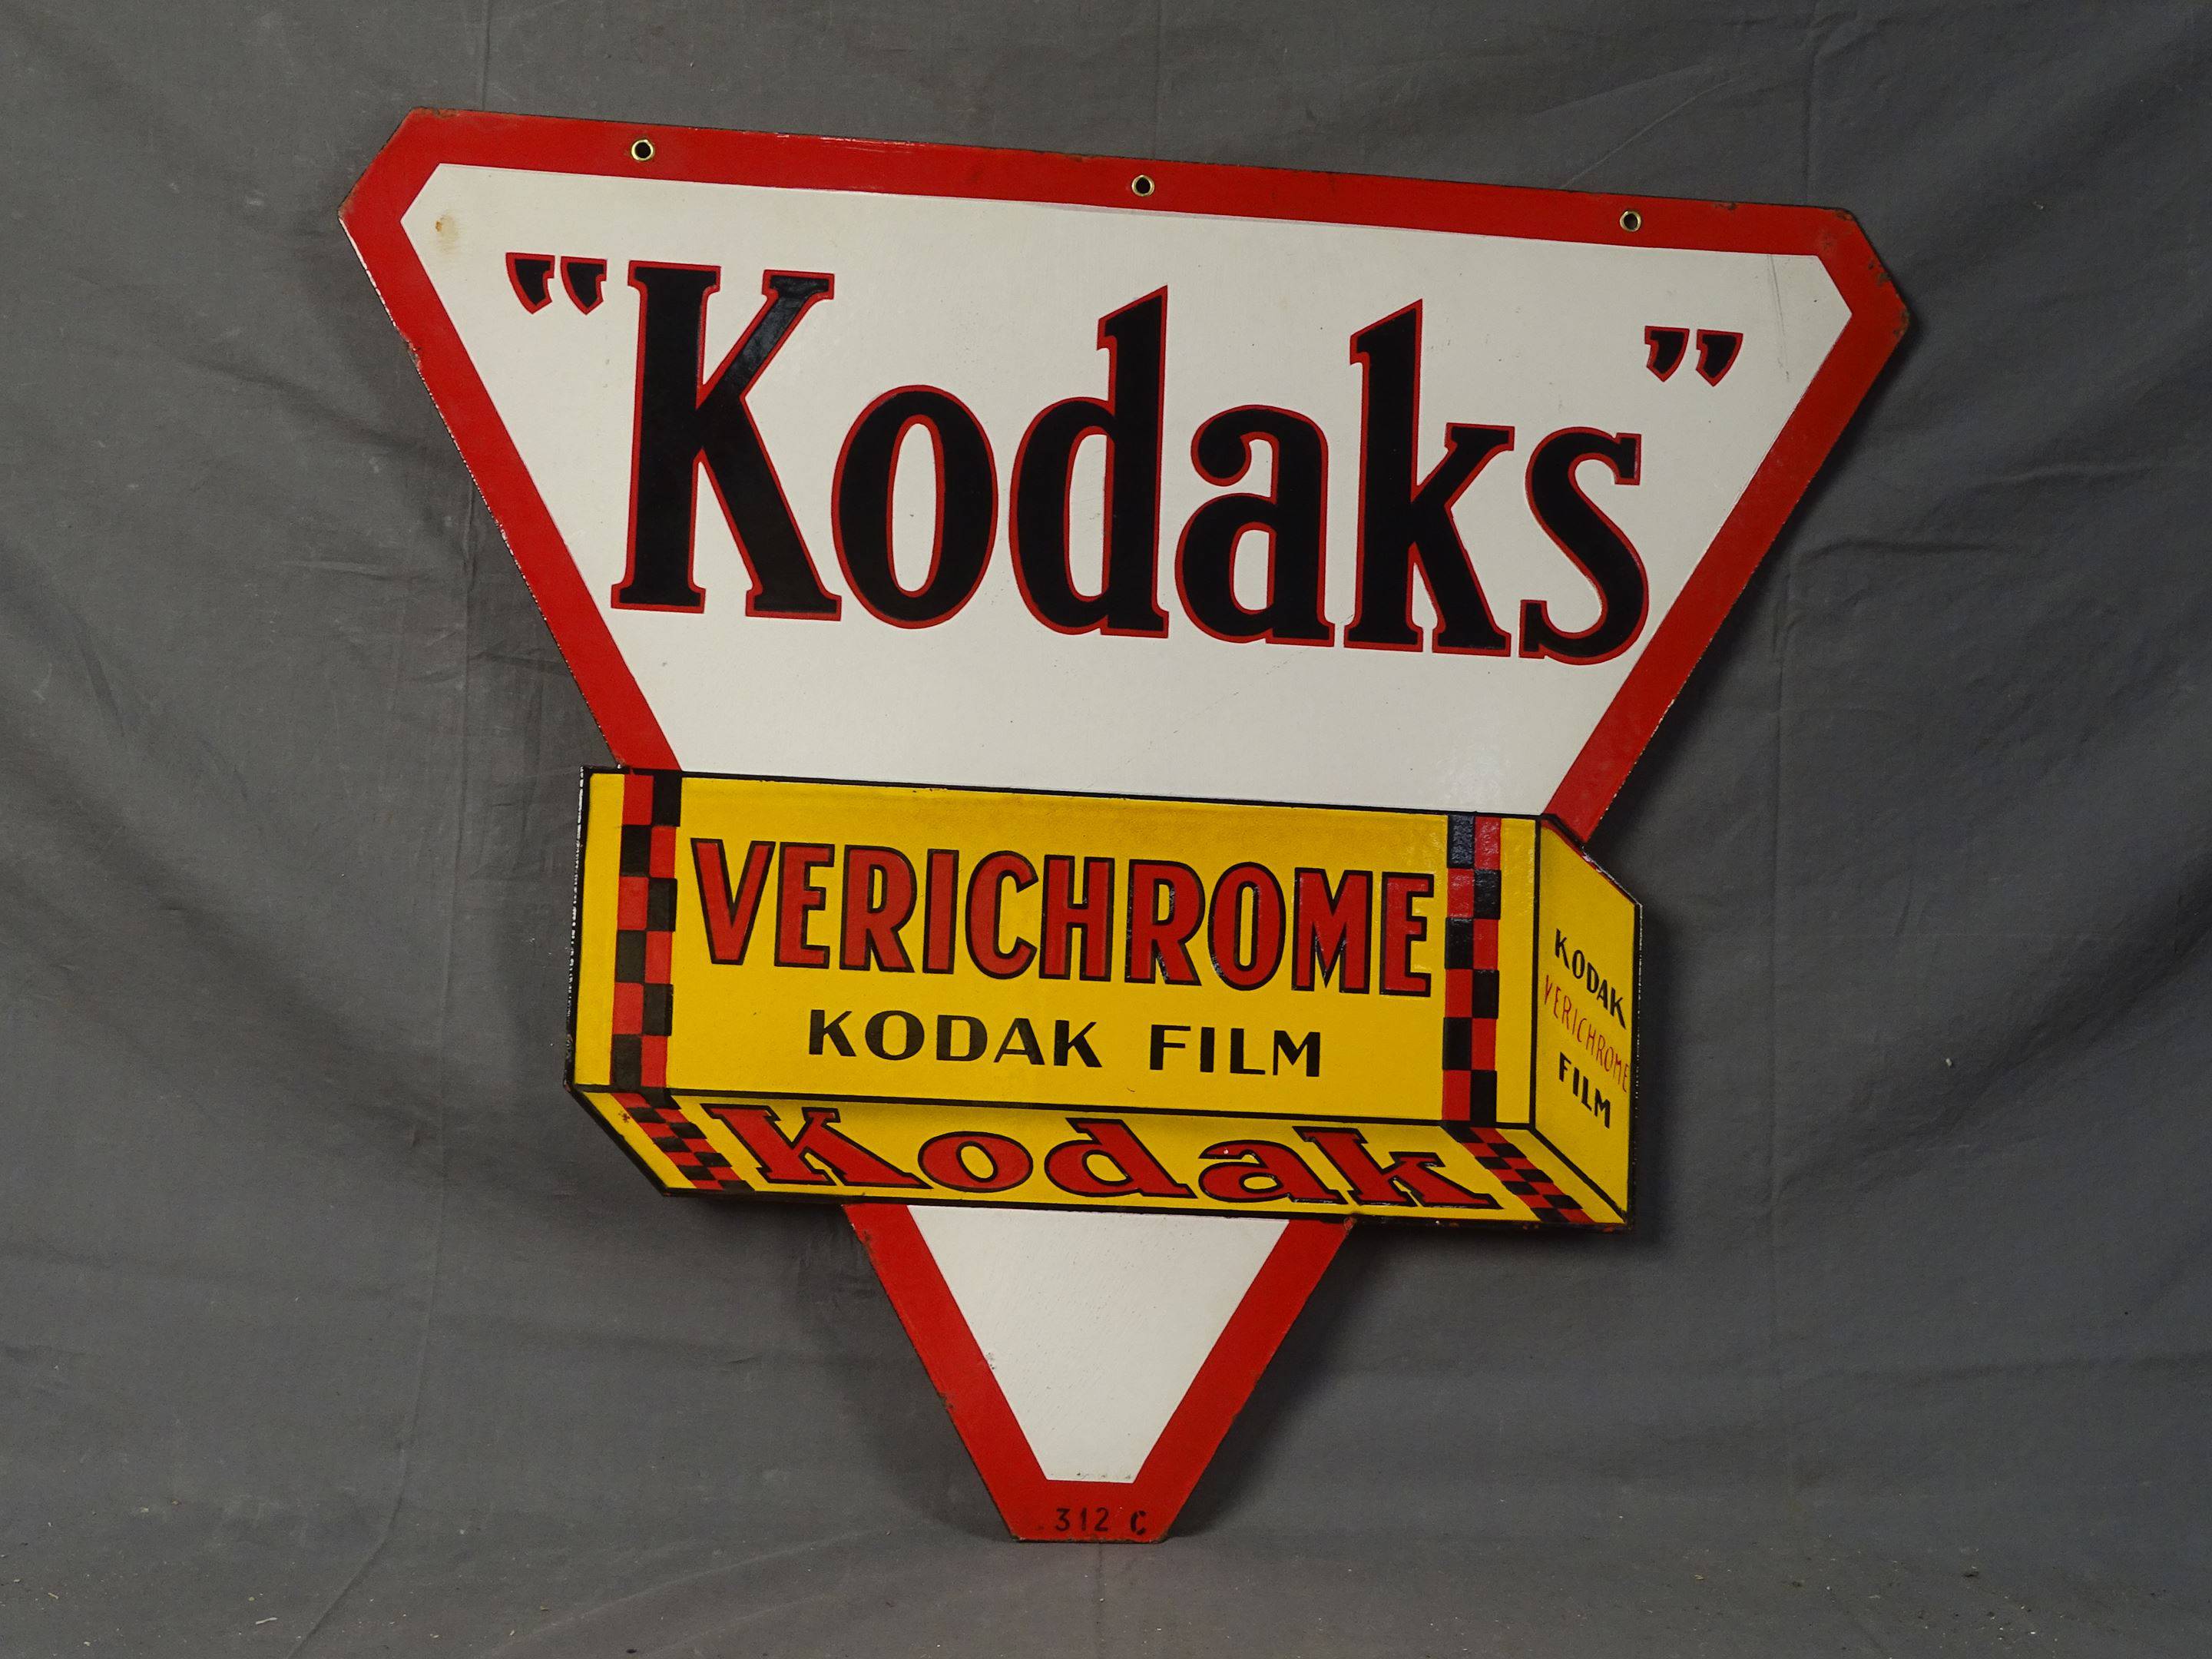 "Kodaks"
VERICHROME
KODAK FILM
KODAK
VERICHROME
FILM
Kodak
312 C